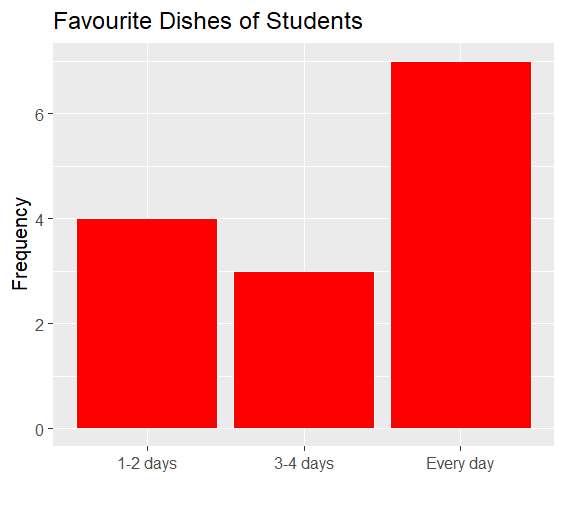 Favourite Dishes of Students
Frequency
6
4
2
0
1-2 days
3-4 days
Every day